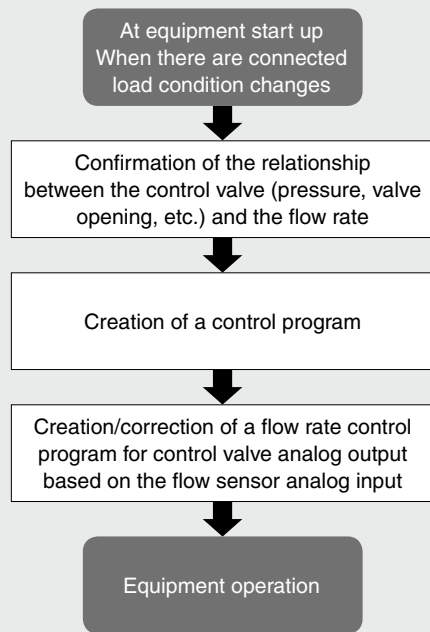 At equipment start up
When there are connected
load condition changes
Confirmation of the relationship
between the control valve (pressure, valve
opening, etc.) and the flow rate
Creation of a control program
Creation/correction of a flow rate control
program for control valve analog output
based on the flow sensor analog input
Equipment operation